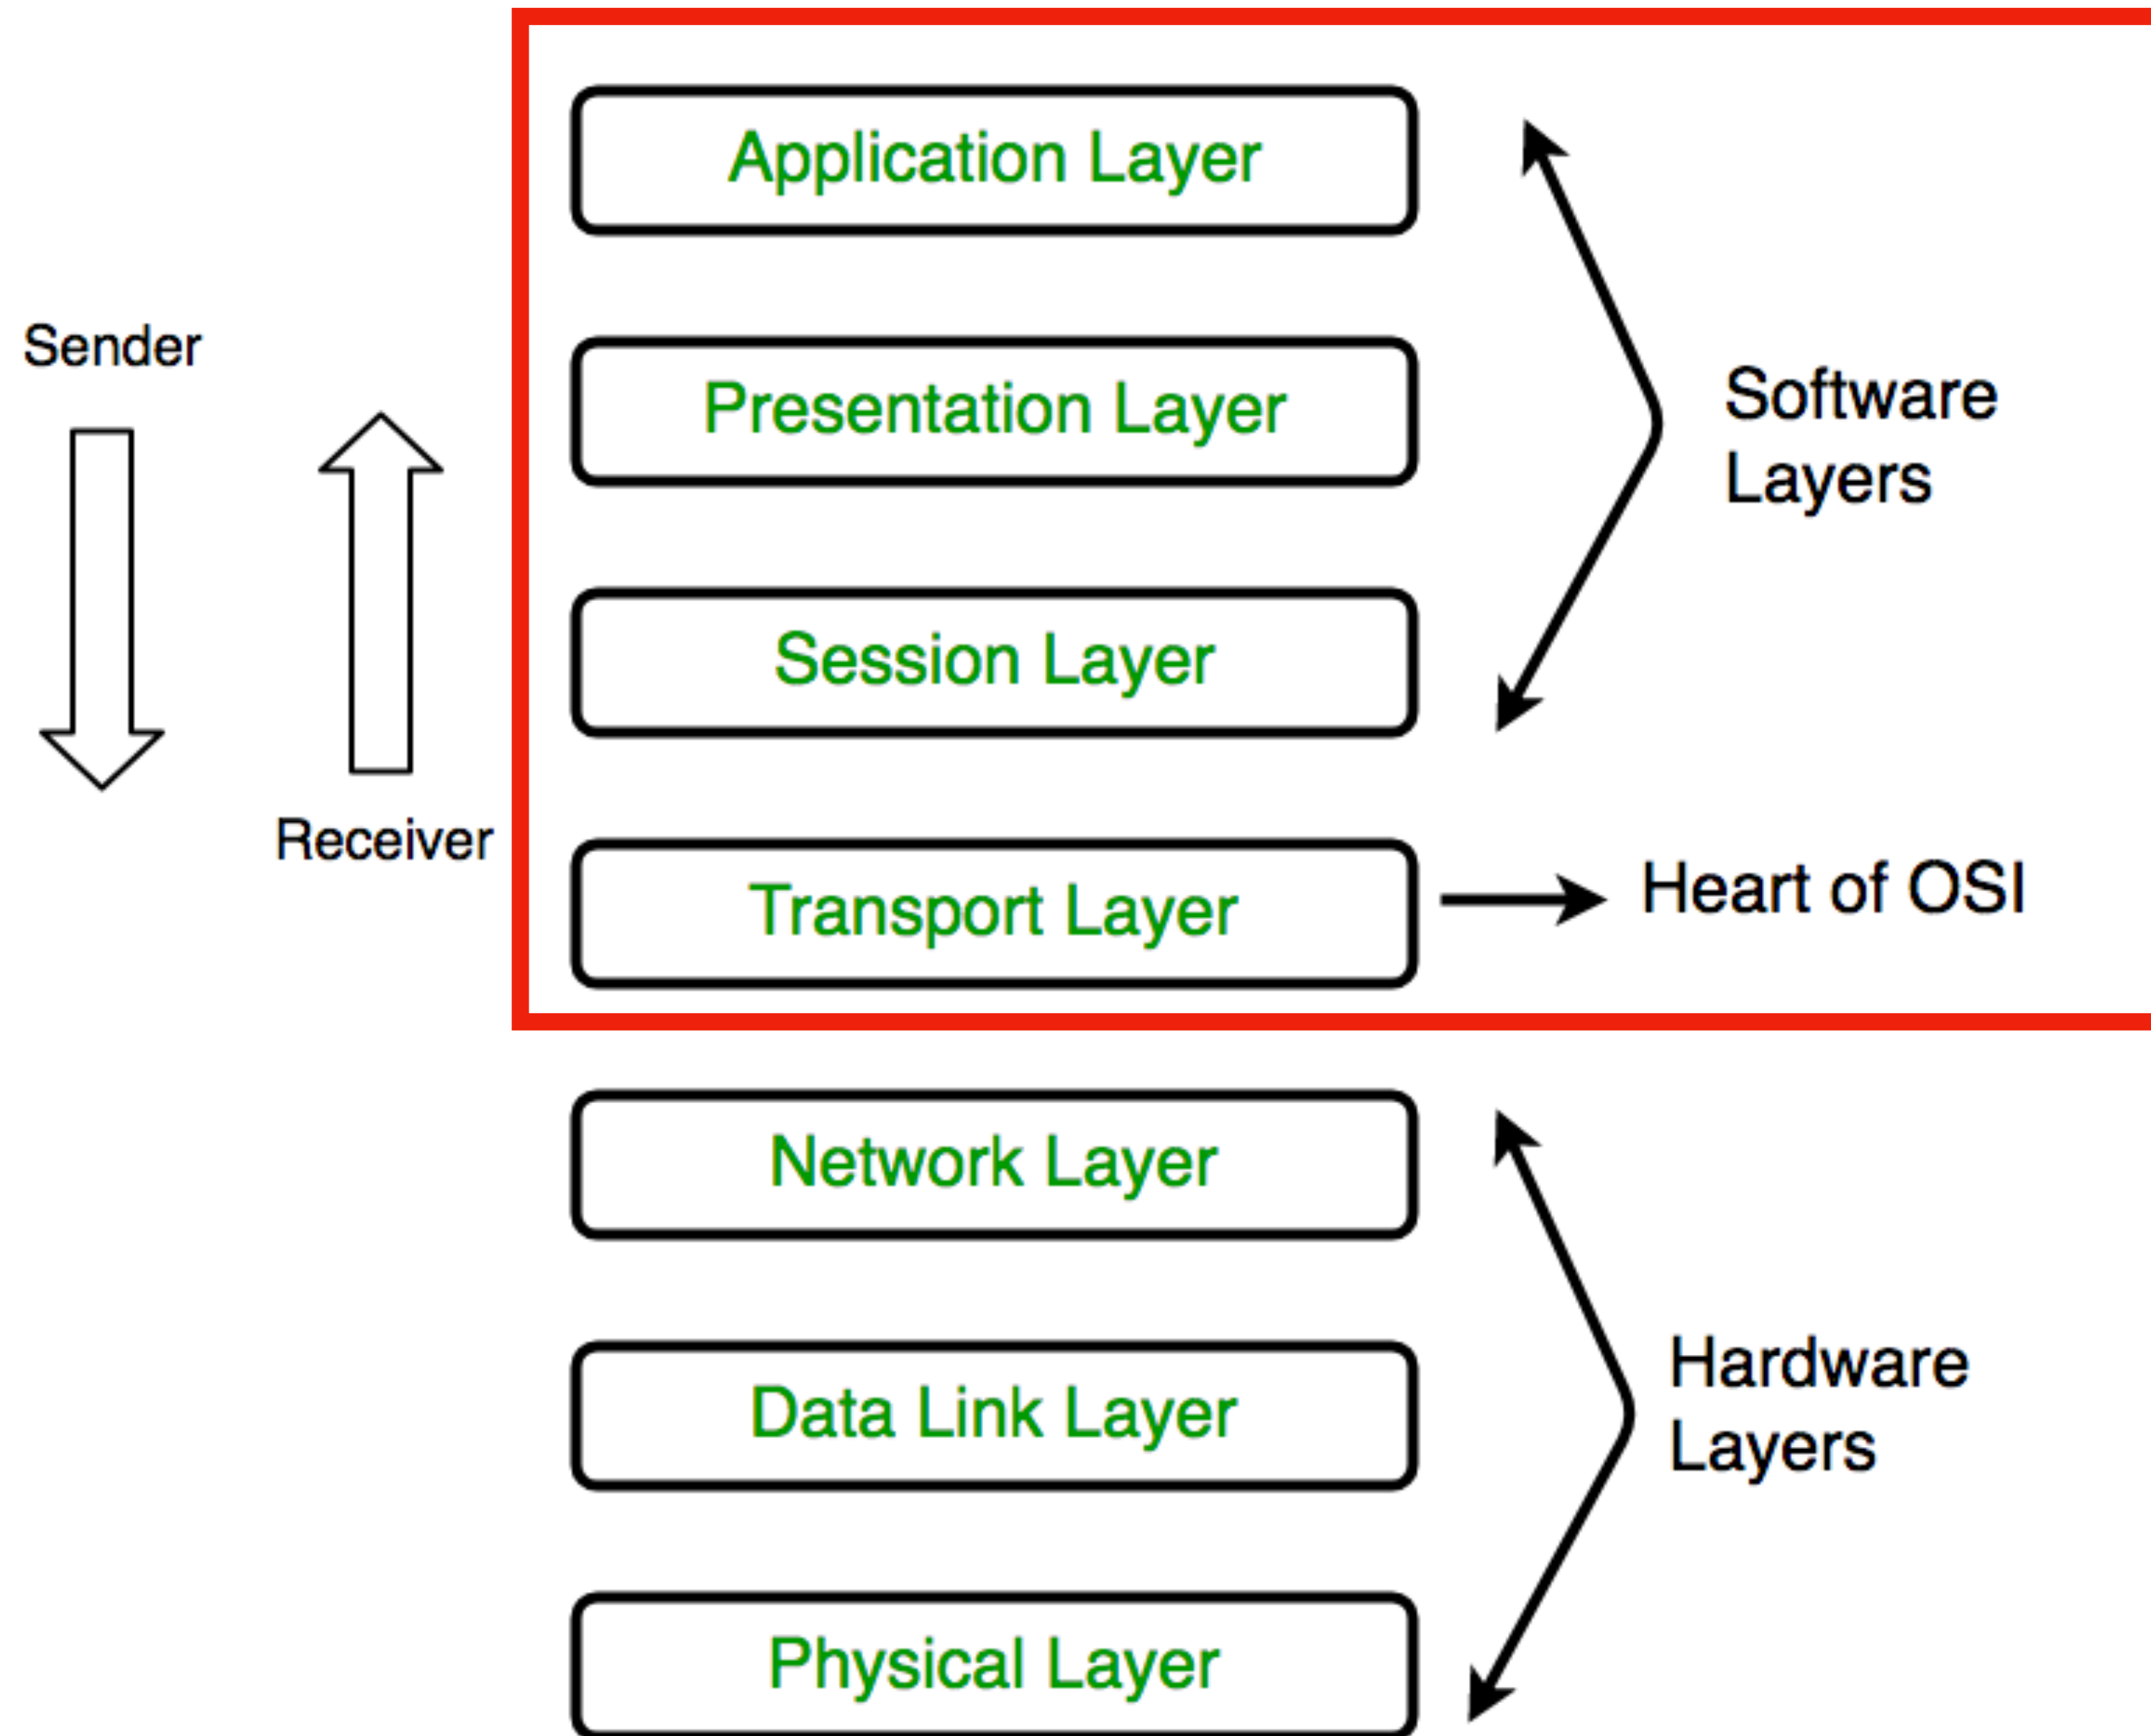 Application Layer
Sender
Presentation Layer
Software
Layers
Session Layer
Receiver
Transport Layer
Heart of OSI
Network Layer
Data Link Layer
Hardware
Layers
Physical Layer